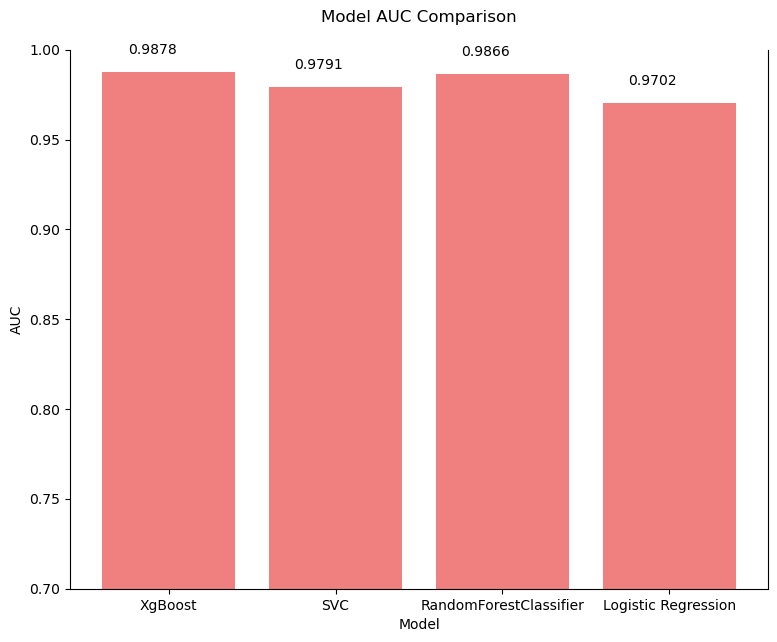 Model AUC Comparison
1.00
0.95
0.90
0.85
0.80
0.75
0.70
AUC
0.9878
0.9791
0.9866
0.9702
XgBoost
SVC
RandomForestClassifier
Logistic Regression
Model